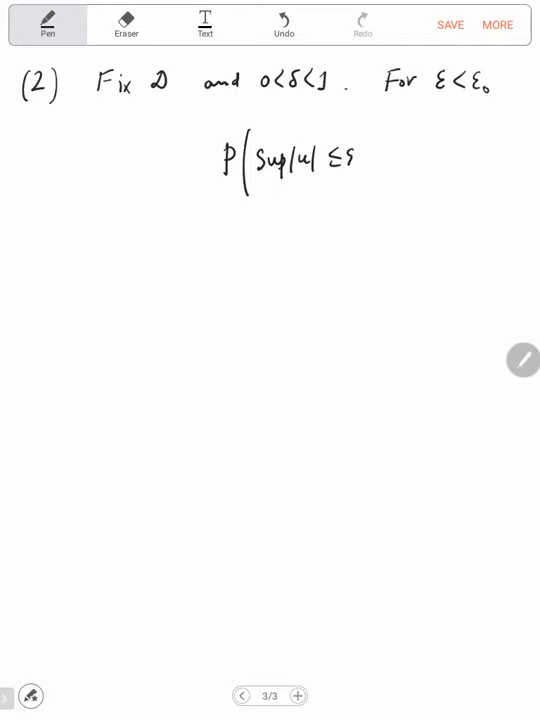 Pen
Eraser
Text
Undo
Redo
SAVE
MORE
(2) Fix D and 0<δ<1. For ε<ε₀
P( Sup|u| ≤
3/3